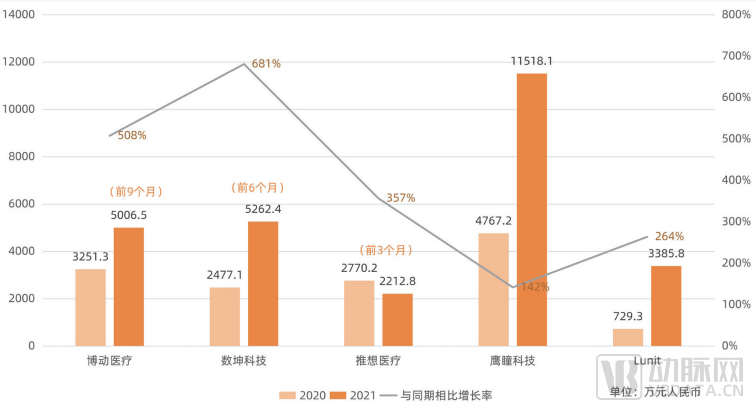 14000 800%
12000 700%
10000 600%
8000 500%
6000 400%
4000 300%
2000 200%
0 100%
0%
508%
681%
357%
142%
264%
(前9个月)
(前6个月)
(前3个月)
3251.3 5006.5
2477.1 5262.4
2770.2 2212.8
4767.2 11518.1
729.3 3385.8
博动医疗 数坤科技 推想医疗 鹰瞳科技 Lunit
2020 2021 与同期相比增长率
单位：万元人民币
动脉网